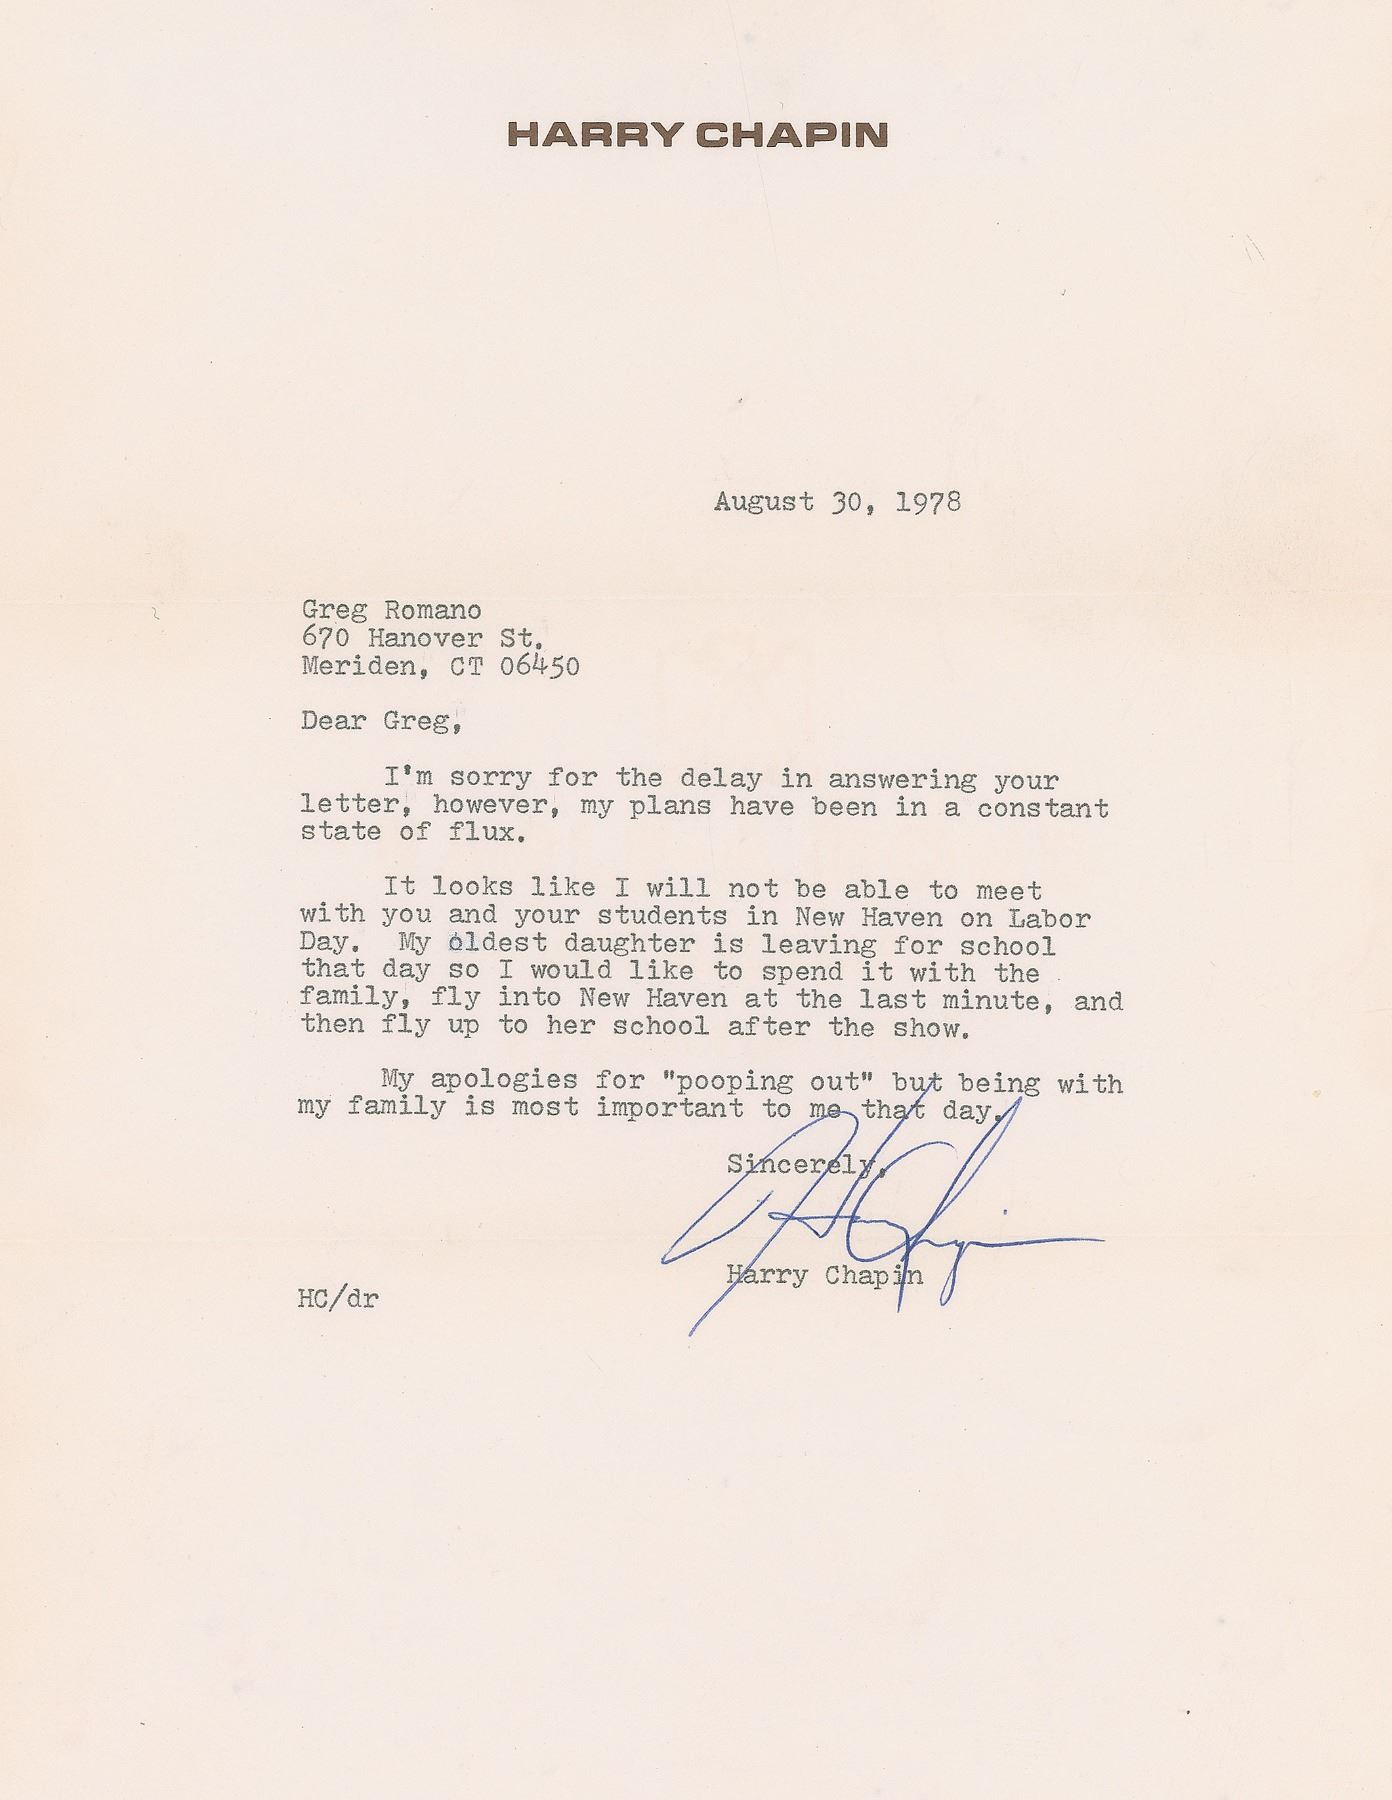 HARRY CHAPIN
August 30, 1978
Greg Romano
670 Hanover St.
Meriden, CT 06450
Dear Greg,
I'm sorry for the delay in answering your
letter, however, my plans have been in a constant
state of flux.
It looks like I will not be able to meet
with you and your students in New Haven on Labor
Day. My oldest daughter is leaving for school
that day so I would like to spend it with the
family, fly into New Haven at the last minute, and
then fly up to her school after the show.
My apologies for "pooping out" but being with
my family is most important to me that day.
Sincerely,
Harry Chapin
Harry Chapin
HC/dr